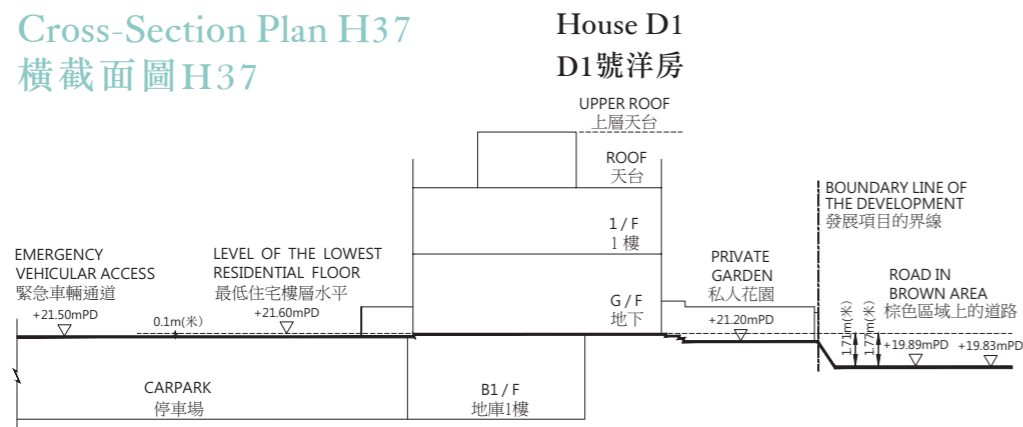 Cross-Section Plan H37
橫截面圖H37
House D1
D1號洋房
UPPER ROOF
上層天台
ROOF
天台
1 / F
1 樓
G / F
地下
BOUNDARY LINE OF
THE DEVELOPMENT
發展項目的界線
EMERGENCY
VEHICULAR ACCESS
緊急車輛通道
+21.50mPD
0.1m(米)
LEVEL OF THE LOWEST
RESIDENTIAL FLOOR
最低住宅樓層水平
+21.60mPD
PRIVATE
GARDEN
私人花園
+21.20mPD
ROAD IN
BROWN AREA
棕色區域上的道路
1.71m(米)
1.77m(米)
+19.89mPD
+19.83mPD
CARPARK
停車場
B1 / F
地庫1樓